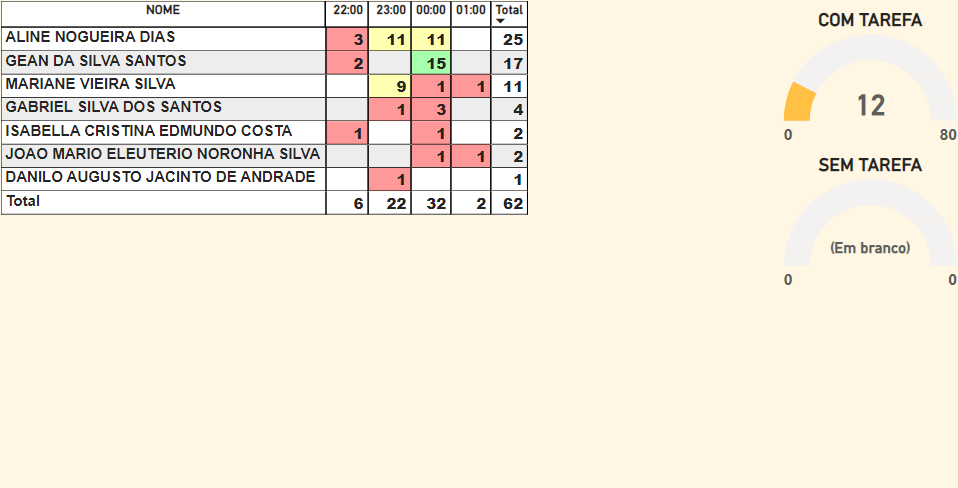 NOME 22:00 23:00 00:00 01:00 Total
ALINE NOGUEIRA DIAS 3 11 11 25
GEAN DA SILVA SANTOS 2 15 17
MARIANE VIEIRA SILVA 9 1 1 11
GABRIEL SILVA DOS SANTOS 1 3 4
ISABELLA CRISTINA EDMUNDO COSTA 1 1 2
JOAO MARIO ELEUTERIO NORONHA SILVA 1 1 2
DANILO AUGUSTO JACINTO DE ANDRADE 1 1
Total 6 22 32 2 62
COM TAREFA
12
0 80
SEM TAREFA
(Em branco)
0 0